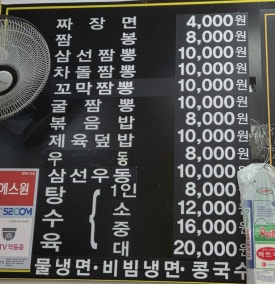 짜장면 4,000원
짬뽕 8,000원
삼선짬뽕 10,000원
차돌짬뽕 10,000원
꼬막짬뽕 10,000원
굴짬뽕 10,000원
볶음밥 8,000원
제육덮밥 10,000원
우동 8,000원
삼선우동 10,000원
탕수육 1인 8,000원
소 12,000원
중 16,000원
대 20,000원
물냉면·비빔냉면·콩국수
에스원
SECOM
TV 작동중